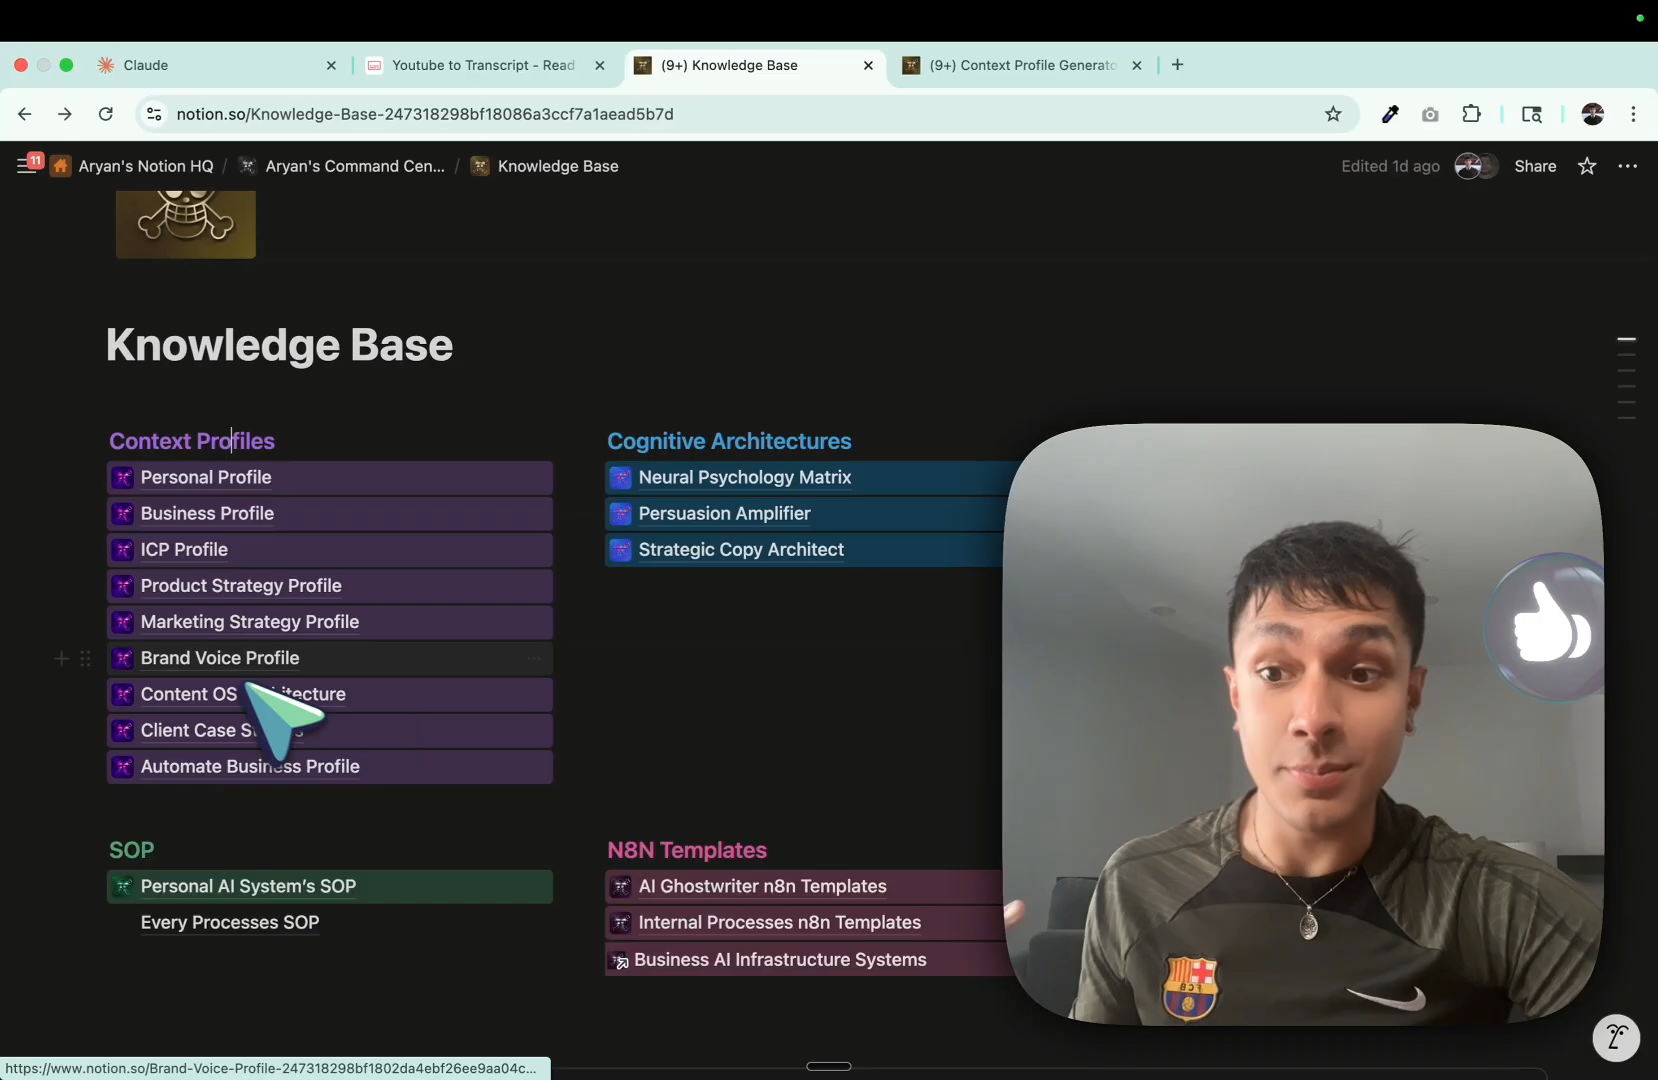 Claude
Youtube to Transcript - Read
(9+) Knowledge Base
(9+) Context Profile Generato
notion.so/Knowledge-Base-247318298bf18086a3ccf7a1aead5b7d
11
Aryan's Notion HQ / Aryan's Command Cen... / Knowledge Base
Edited 1d ago
Share
Knowledge Base
Context Profiles
Personal Profile
Business Profile
ICP Profile
Product Strategy Profile
Marketing Strategy Profile
Brand Voice Profile
Content OS
Client Case
Automate Business Profile
Cognitive Architectures
Neural Psychology Matrix
Persuasion Amplifier
Strategic Copy Architect
SOP
Personal AI System's SOP
Every Processes SOP
N8N Templates
AI Ghostwriter n8n Templates
Internal Processes n8n Templates
Business AI Infrastructure Systems
https://www.notion.so/Brand-Voice-Profile-247318298bf1802da4ebf26ee9aa04c...